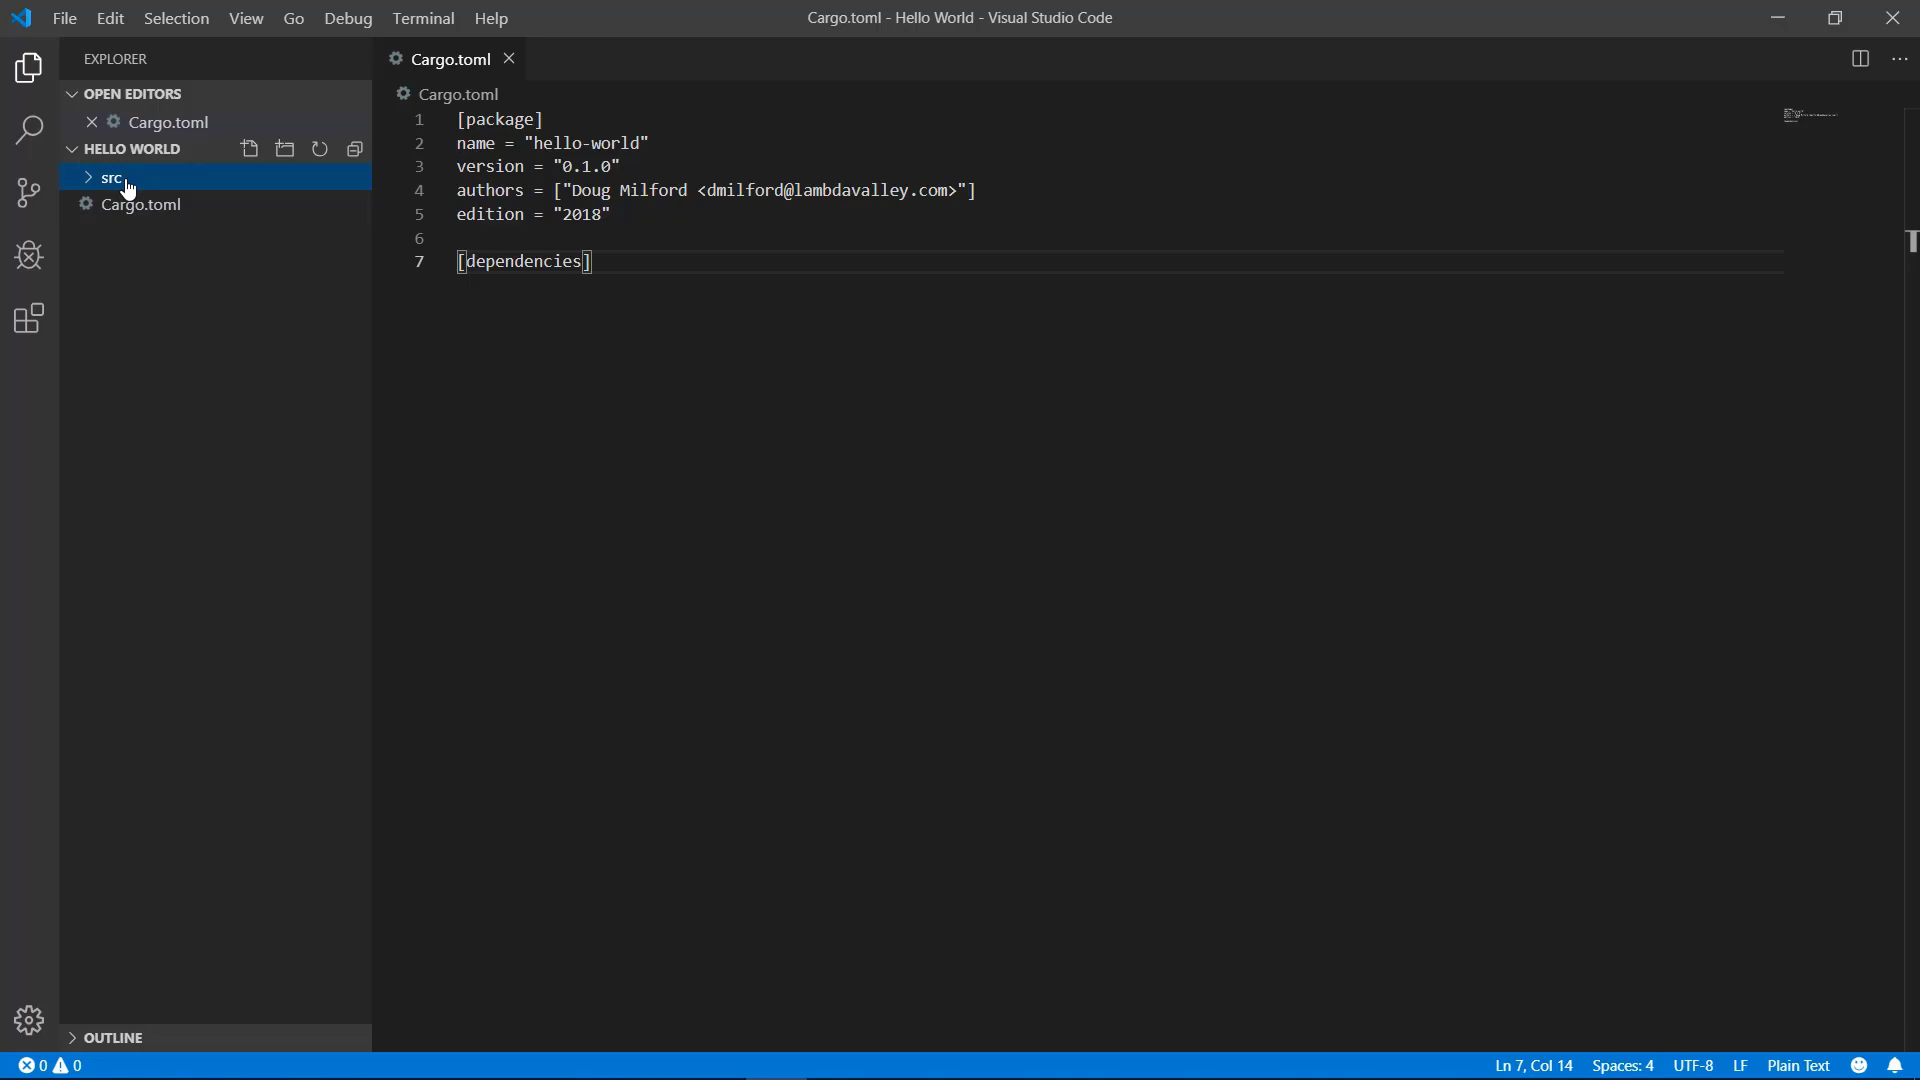 File Edit Selection View Go Debug Terminal Help
Cargo.toml - Hello World - Visual Studio Code
EXPLORER
OPEN EDITORS
Cargo.toml
HELLO WORLD
src
Cargo.toml
OUTLINE
Cargo.toml
Cargo.toml
1 [package]
2 name = "hello-world"
3 version = "0.1.0"
4 authors = ["Doug Milford <dmilford@lambdavalley.com>"]
5 edition = "2018"
6
7 [dependencies]
0 0
Ln 7, Col 14 Spaces: 4 UTF-8 LF Plain Text